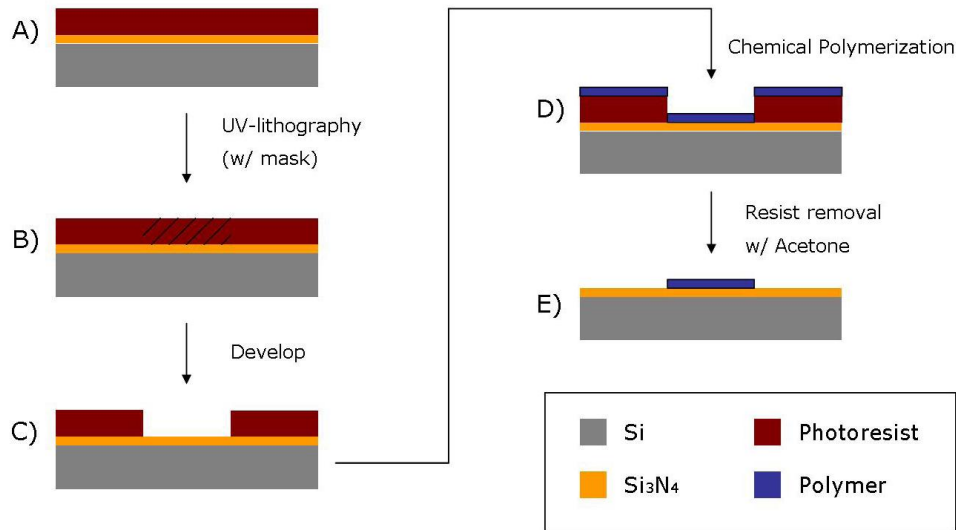 A)
UV-lithography
(w/ mask)
B)
Develop
C)
Chemical Polymerization
D)
Resist removal
w/ Acetone
E)
Si
Photoresist
Si₃N₄
Polymer